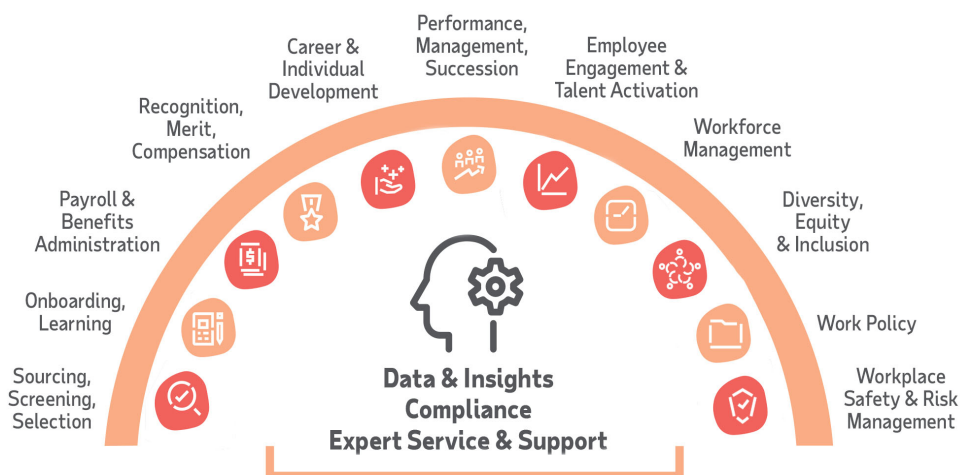 Sourcing,
Screening,
Selection
Onboarding,
Learning
Payroll &
Benefits
Administration
Recognition,
Merit,
Compensation
Career &
Individual
Development
Performance,
Management,
Succession
Employee
Engagement &
Talent Activation
Workforce
Management
Diversity,
Equity
& Inclusion
Work Policy
Workplace
Safety & Risk
Management
$
Data & Insights
Compliance
Expert Service & Support